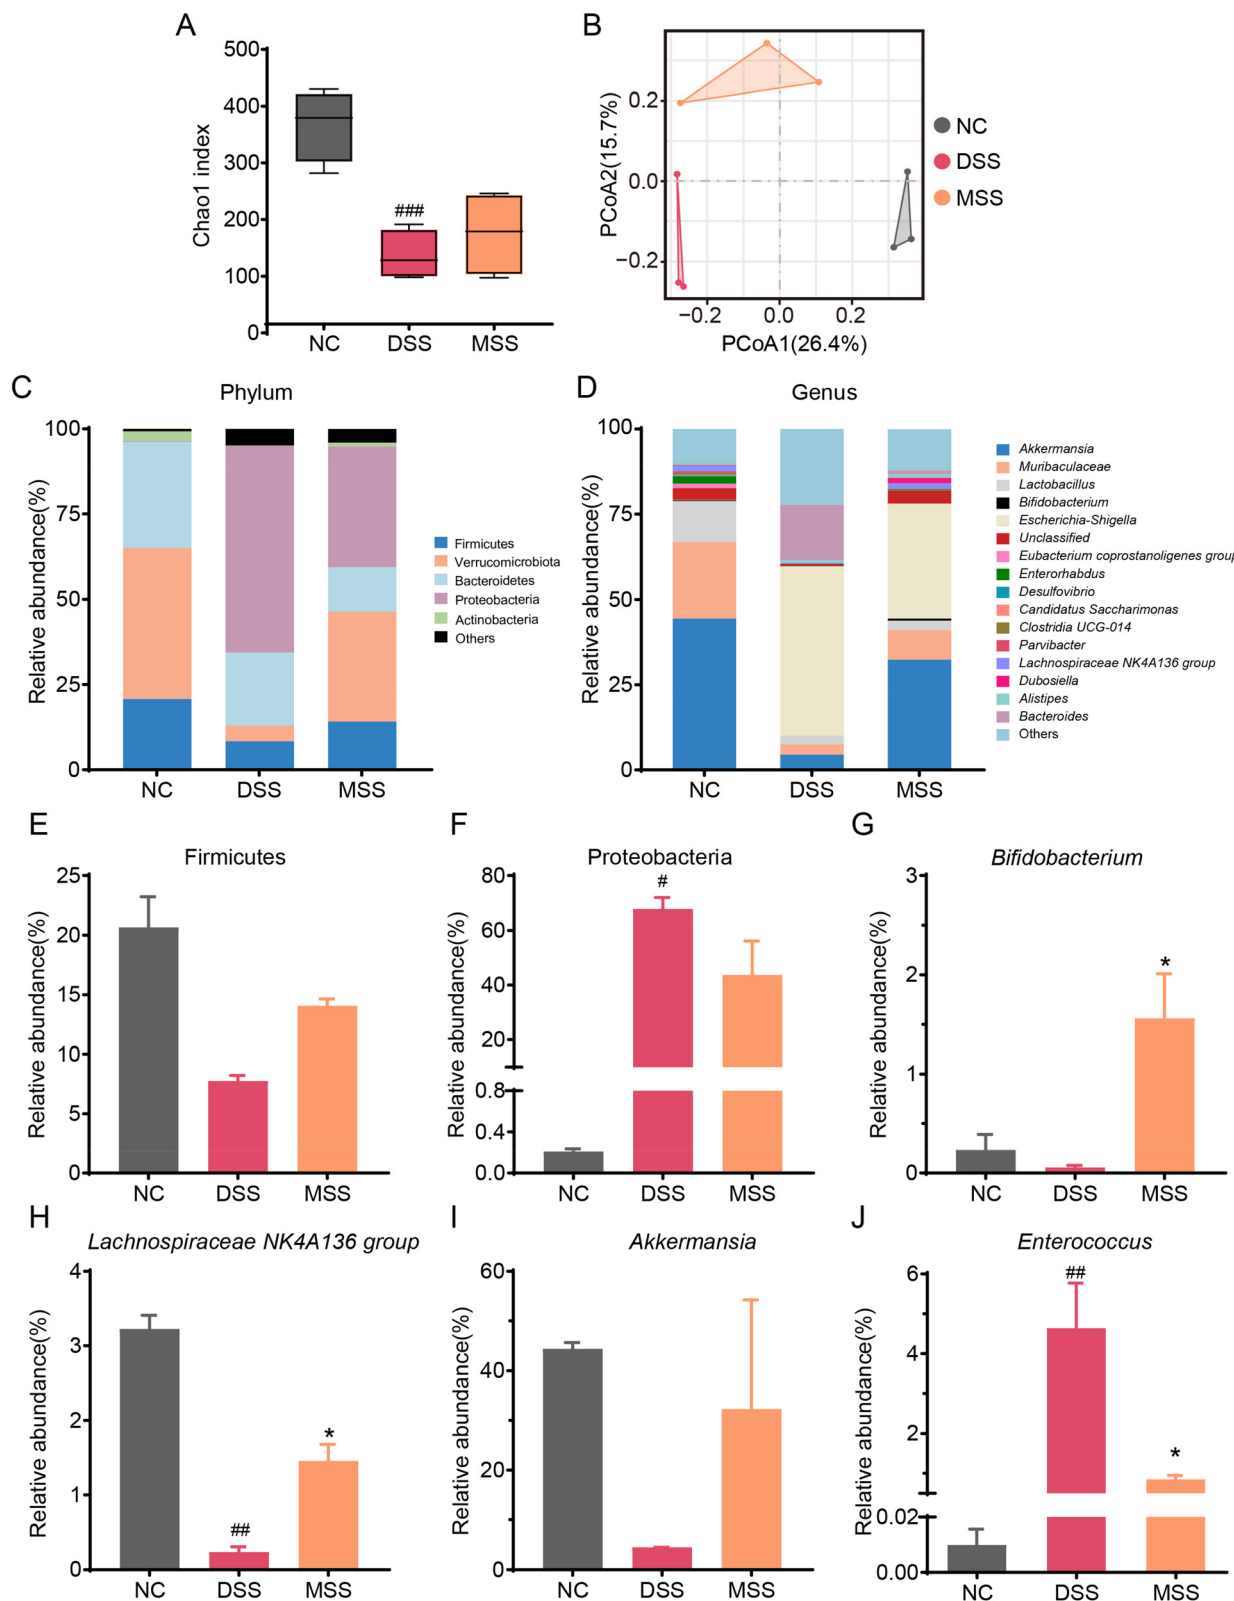 A
500
400
300
200
100
0
Chao1 index
###
NC DSS MSS
B
0.2
0.0
−0.2
PCoA2(15.7%)
−0.2 0.0 0.2
PCoA1(26.4%)
NC
DSS
MSS
C
Phylum
100
75
50
25
0
Relative abundance(%)
NC DSS MSS
Firmicutes
Verrucomicrobiota
Bacteroidetes
Proteobacteria
Actinobacteria
Others
D
Genus
100
75
50
25
0
Relative abundance(%)
NC DSS MSS
Akkermansia
Muribaculaceae
Lactobacillus
Bifidobacterium
Escherichia-Shigella
Unclassified
Eubacterium coprostanoligenes group
Enterorhabdus
Desulfovibrio
Candidatus Saccharimonas
Clostridia UCG-014
Parvibacter
Lachnospiraceae NK4A136 group
Dubosiella
Alistipes
Bacteroides
Others
E
Firmicutes
25
20
15
10
5
0
Relative abundance(%)
NC DSS MSS
F
Proteobacteria
80
60
40
20
0.8
0.4
0.0
Relative abundance(%)
#
NC DSS MSS
G
Bifidobacterium
3
2
1
0
Relative abundance(%)
*
NC DSS MSS
H
Lachnospiraceae NK4A136 group
4
3
2
1
0
Relative abundance(%)
##
*
NC DSS MSS
I
Akkermansia
60
40
20
0
Relative abundance(%)
NC DSS MSS
J
Enterococcus
6
4
2
0.02
0.00
Relative abundance(%)
##
*
NC DSS MSS